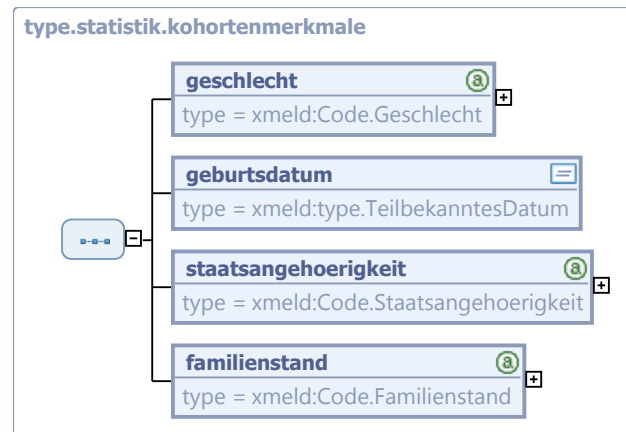 type.statistik.kohortenmerkmale
geschlecht
type = xmeld:Code.Geschlecht
geburtsdatum
type = xmeld:type.TeilbekanntesDatum
staatsangehoerigkeit
type = xmeld:Code.Staatsangehoerigkeit
familienstand
type = xmeld:Code.Familienstand